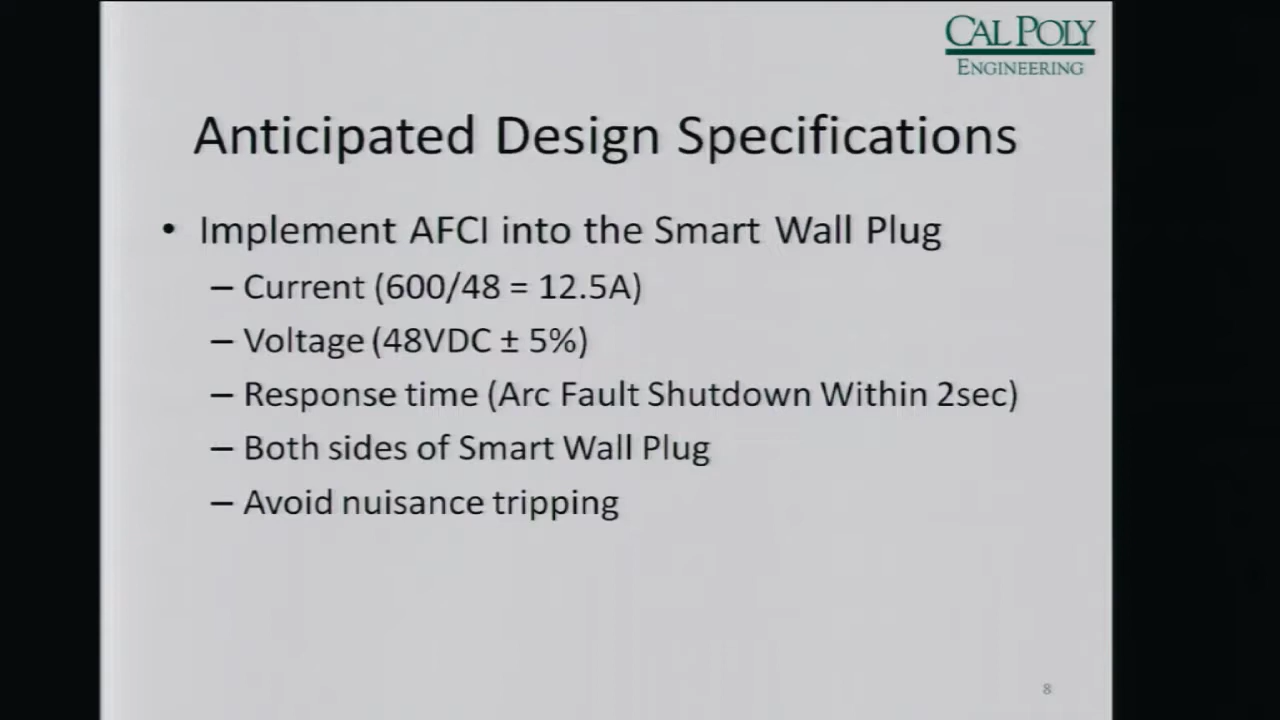 CAL POLY
ENGINEERING
Anticipated Design Specifications
• Implement AFCI into the Smart Wall Plug
– Current (600/48 = 12.5A)
– Voltage (48VDC ± 5%)
– Response time (Arc Fault Shutdown Within 2sec)
– Both sides of Smart Wall Plug
– Avoid nuisance tripping
8